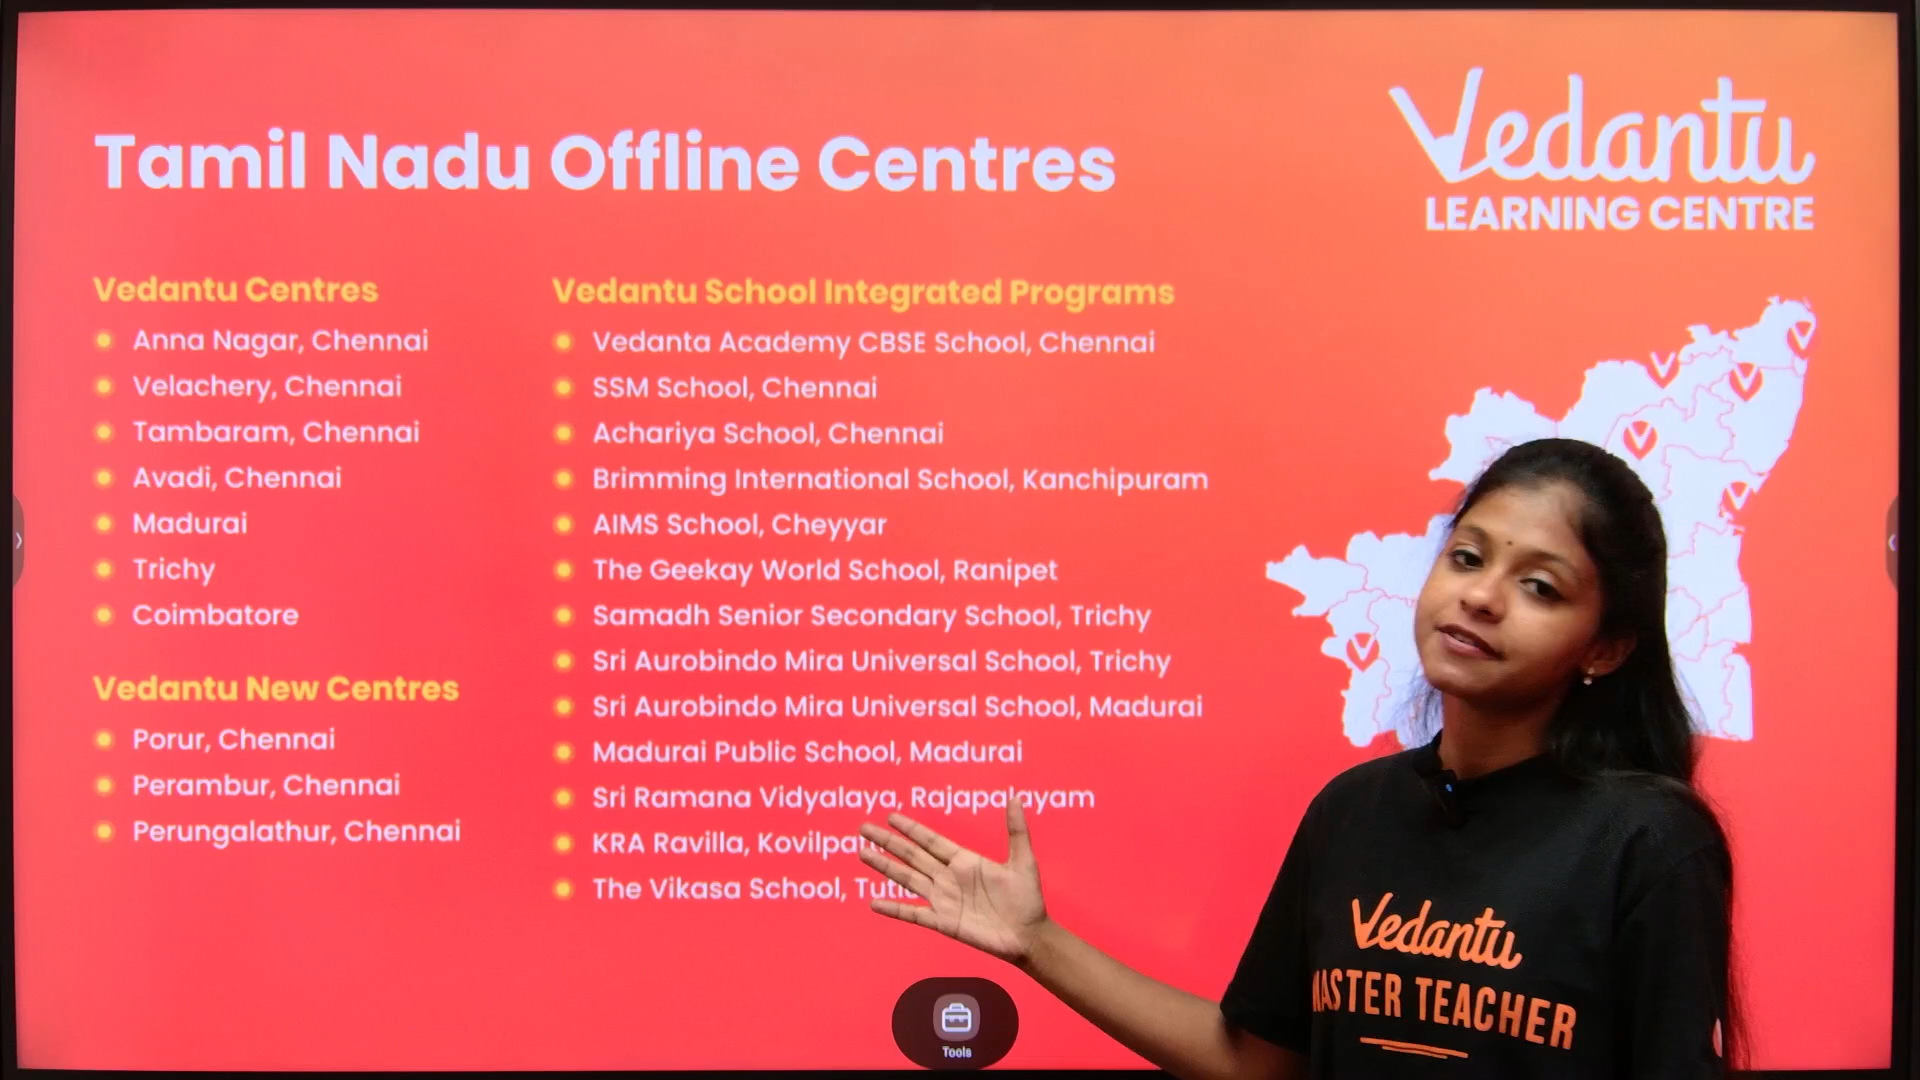 Tamil Nadu Offline Centres
Vedantu
LEARNING CENTRE
Vedantu Centres
Anna Nagar, Chennai
Velachery, Chennai
Tambaram, Chennai
Avadi, Chennai
Madurai
Trichy
Coimbatore
Vedantu New Centres
Porur, Chennai
Perambur, Chennai
Perungalathur, Chennai
Vedantu School Integrated Programs
Vedanta Academy CBSE School, Chennai
SSM School, Chennai
Achariya School, Chennai
Brimming International School, Kanchipuram
AIMS School, Cheyyar
The Geekay World School, Ranipet
Samadh Senior Secondary School, Trichy
Sri Aurobindo Mira Universal School, Trichy
Sri Aurobindo Mira Universal School, Madurai
Madurai Public School, Madurai
Sri Ramana Vidyalaya, Rajapalayam
KRA Ravilla,
The Vikasa School,
Tools
Vedantu
MASTER TEACHER